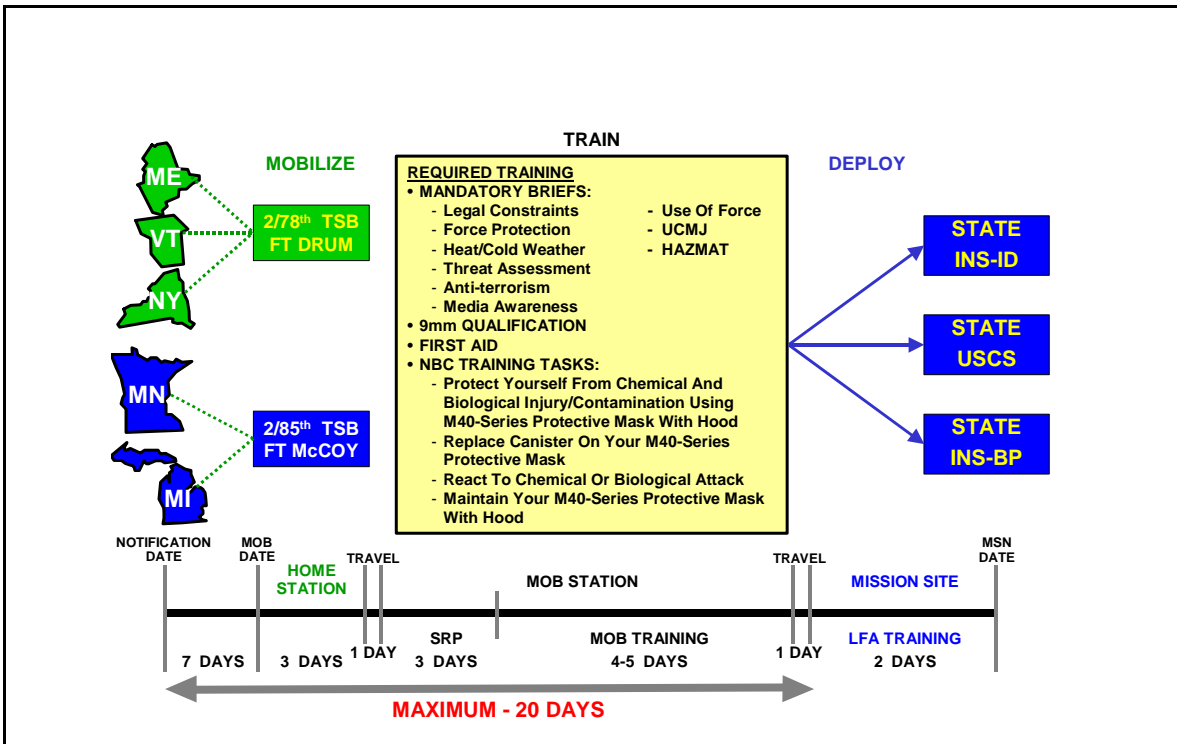 TRAIN
MOBILIZE
DEPLOY
ME
VT
NY
2/78th TSB
FT DRUM
MN
MI
2/85th TSB
FT McCOY
REQUIRED TRAINING
• MANDATORY BRIEFS:
- Legal Constraints
- Force Protection
- Heat/Cold Weather
- Threat Assessment
- Anti-terrorism
- Media Awareness
- Use Of Force
- UCMJ
- HAZMAT
• 9mm QUALIFICATION
• FIRST AID
• NBC TRAINING TASKS:
- Protect Yourself From Chemical And
Biological Injury/Contamination Using
M40-Series Protective Mask With Hood
- Replace Canister On Your M40-Series
Protective Mask
- React To Chemical Or Biological Attack
- Maintain Your M40-Series Protective Mask
With Hood
STATE
INS-ID
STATE
USCS
STATE
INS-BP
NOTIFICATION
DATE
MOB
DATE
HOME
STATION
TRAVEL
MOB STATION
TRAVEL
MISSION SITE
MSN
DATE
7 DAYS
3 DAYS
1 DAY
SRP
3 DAYS
MOB TRAINING
4-5 DAYS
1 DAY
LFA TRAINING
2 DAYS
MAXIMUM - 20 DAYS